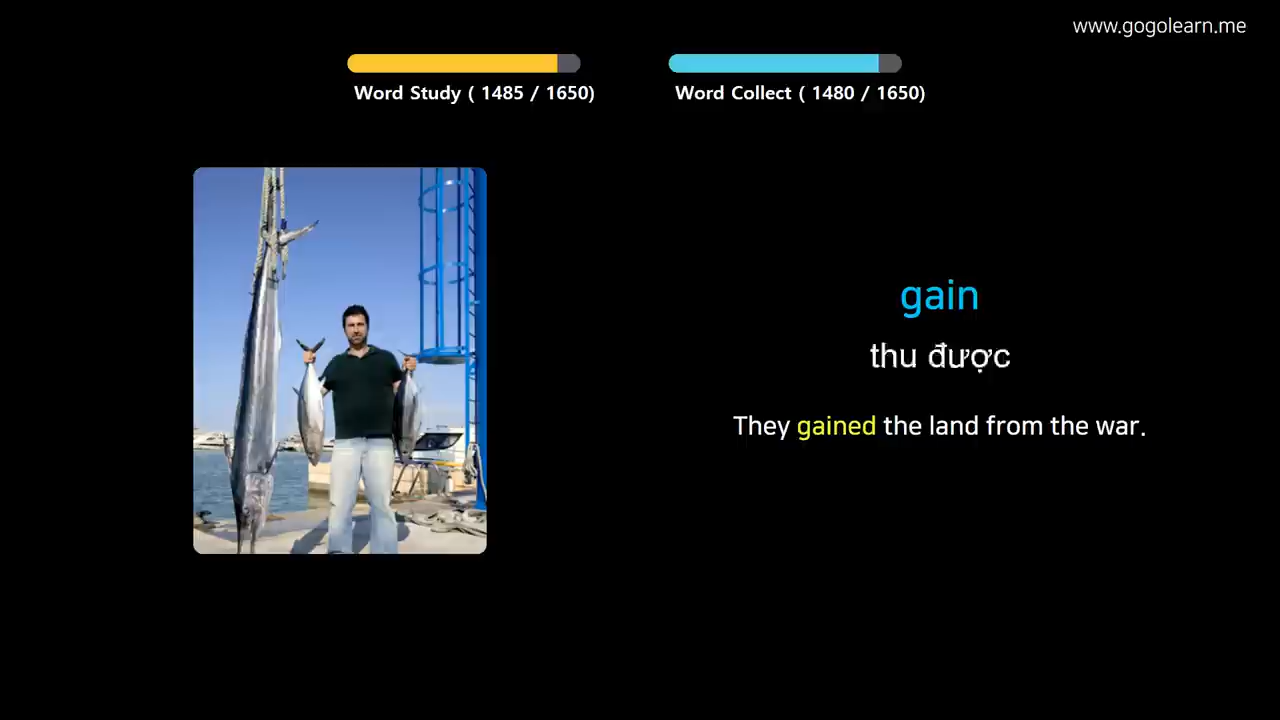 www.gogolearn.me
Word Study ( 1485 / 1650)
Word Collect ( 1480 / 1650)
gain
thu được
They gained the land from the war.